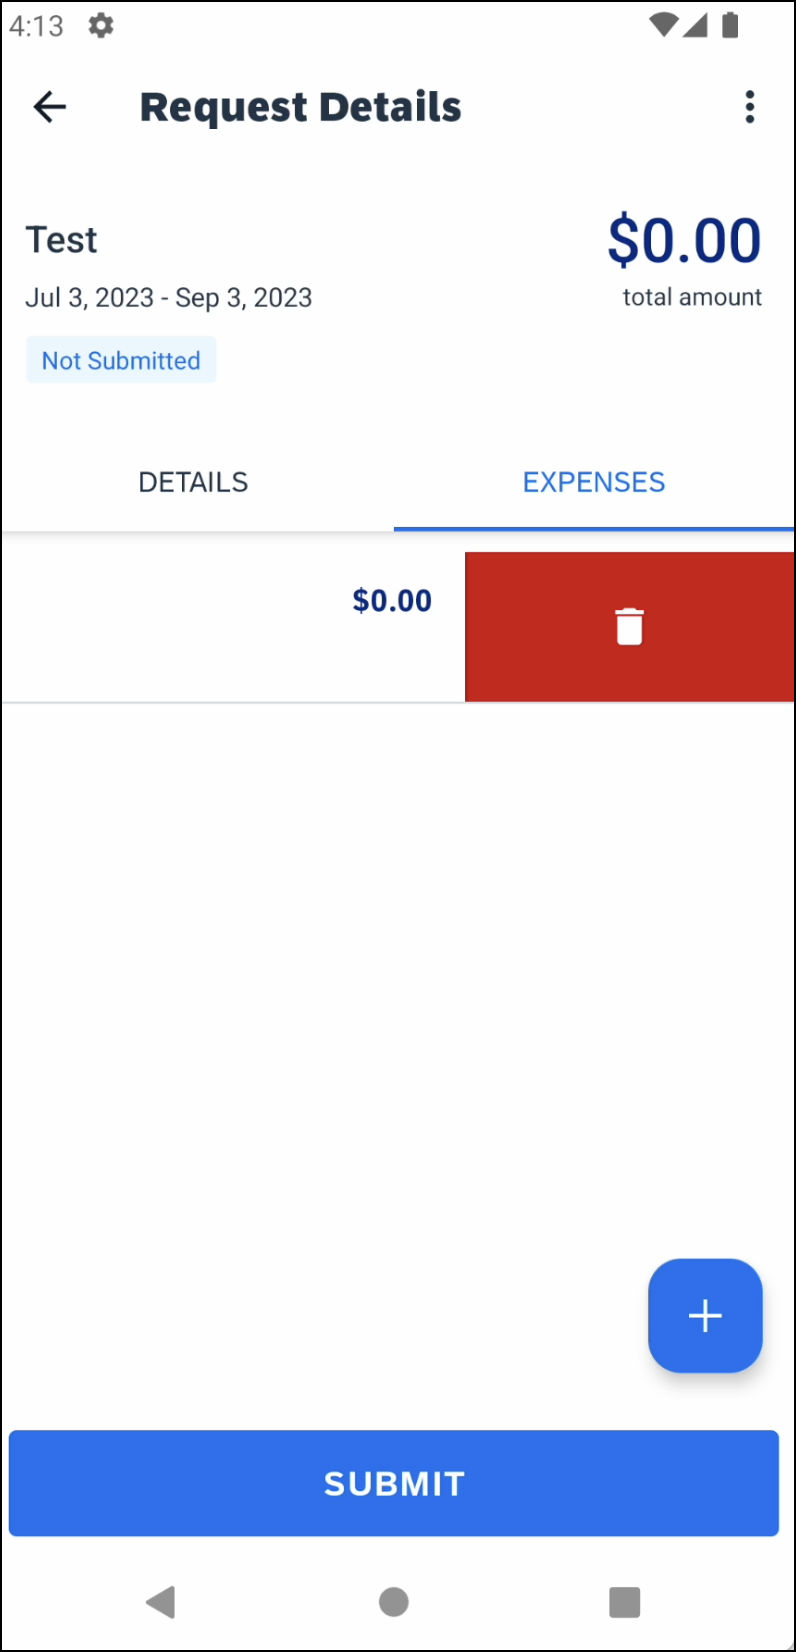 4:13
Request Details
Test
$0.00
Jul 3, 2023 - Sep 3, 2023
total amount
Not Submitted
DETAILS
EXPENSES
$0.00
SUBMIT